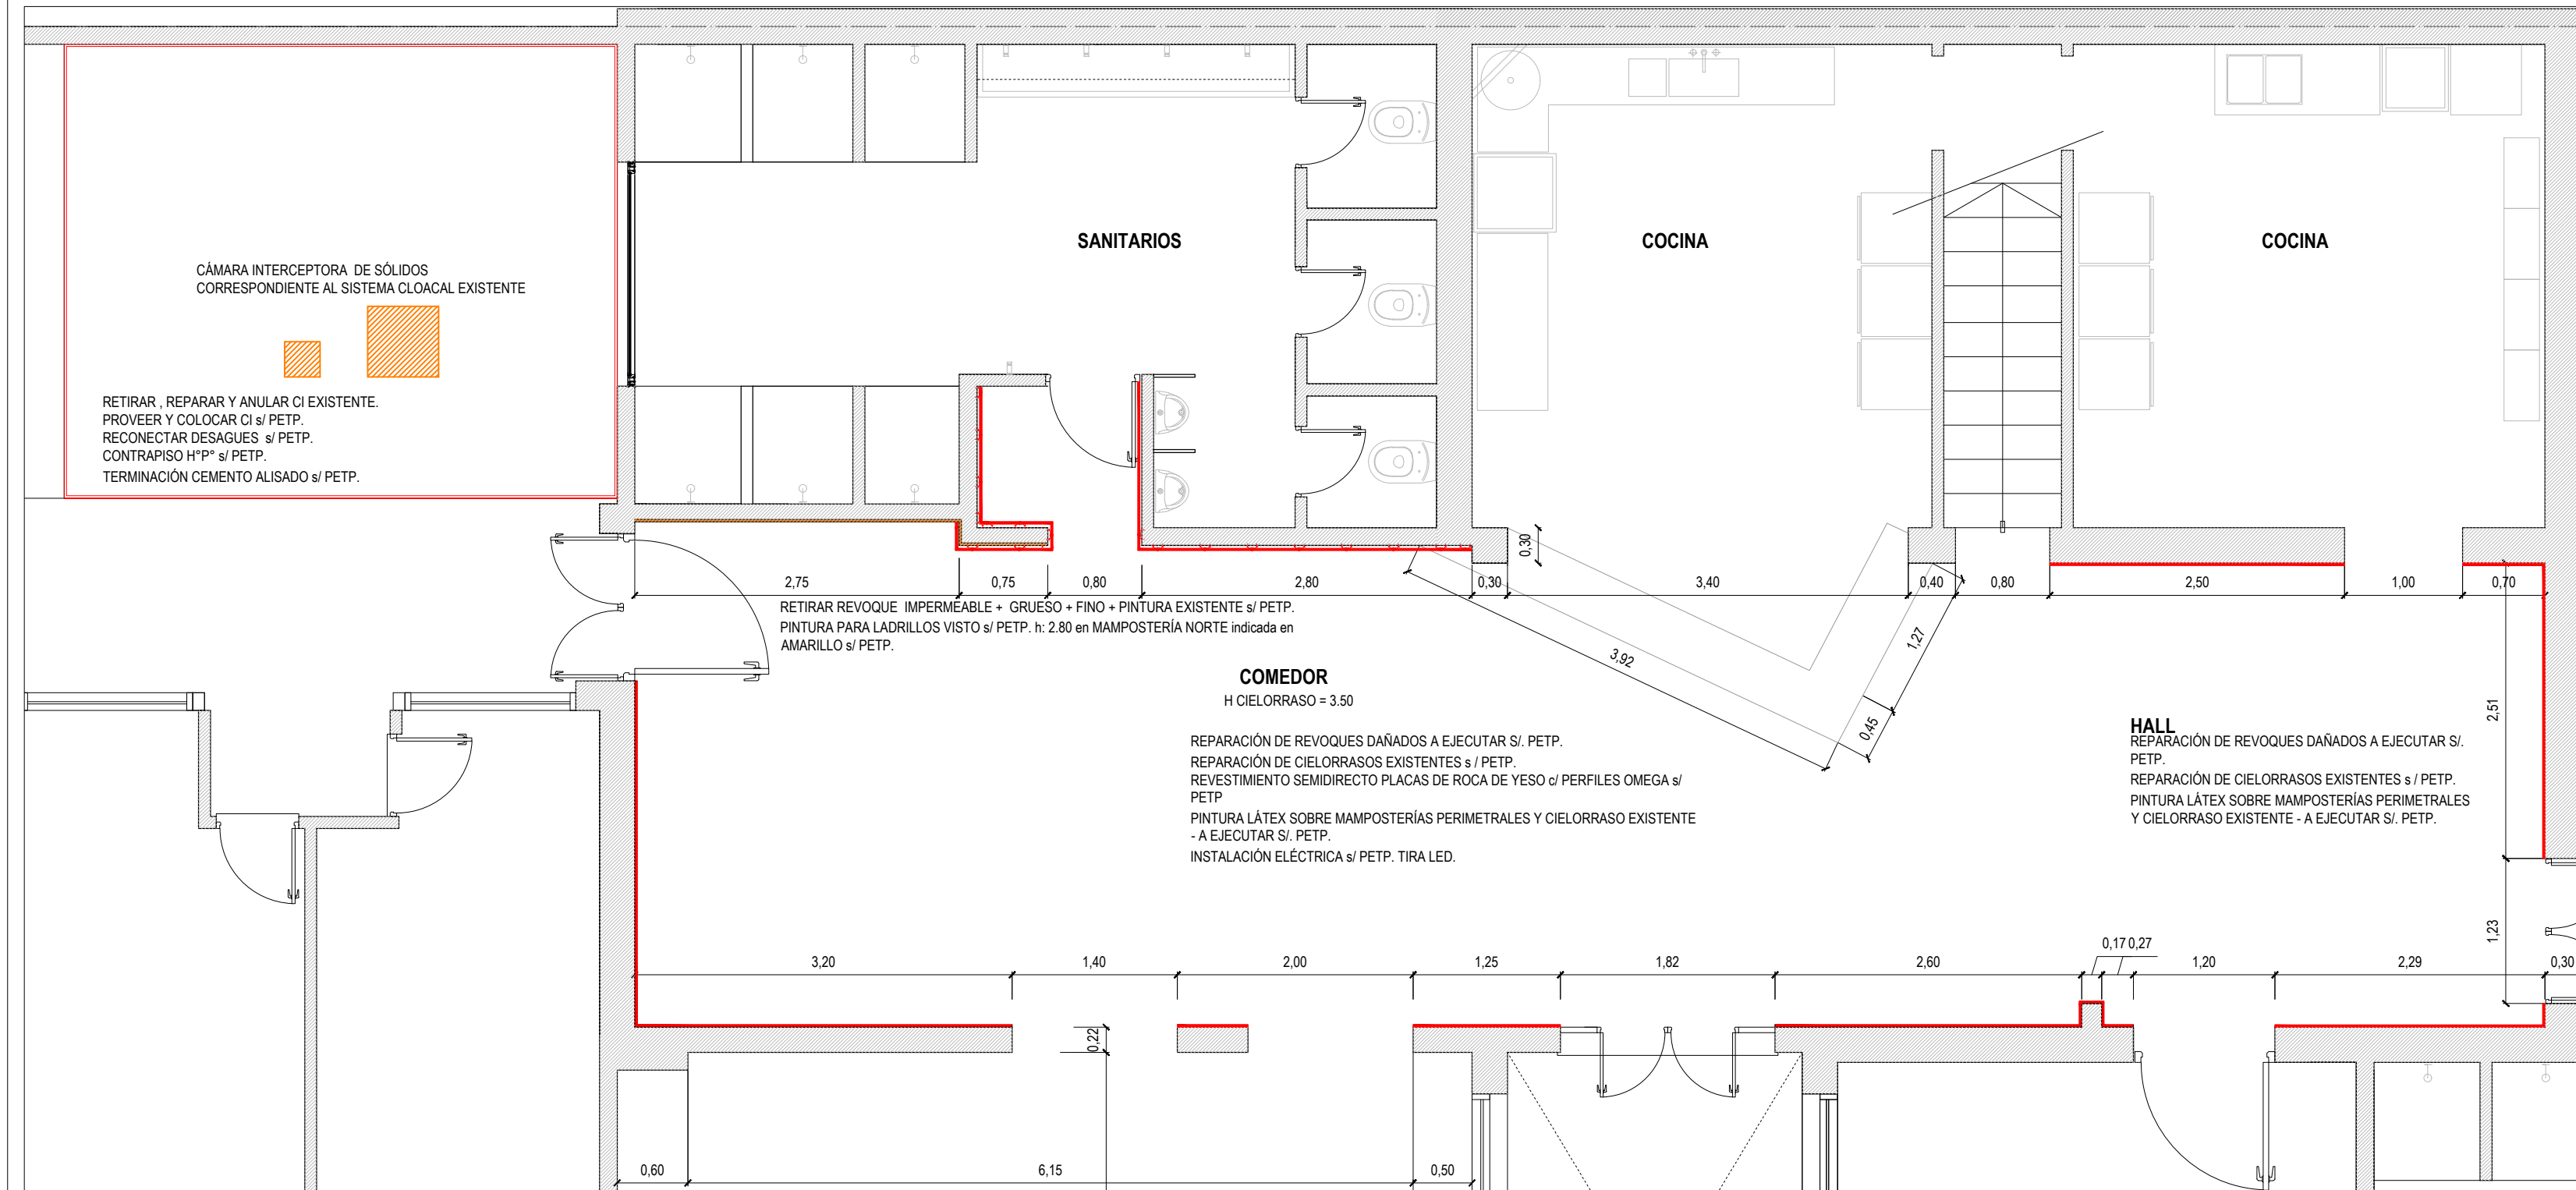 SANITARIOS
COCINA
COCINA
CÁMARA INTERCEPTORA DE SÓLIDOS
CORRESPONDIENTE AL SISTEMA CLOACAL EXISTENTE
RETIRAR , REPARAR Y ANULAR CI EXISTENTE.
PROVEER Y COLOCAR CI s/ PETP.
RECONECTAR DESAGUES s/ PETP.
CONTRAPISO H°P° s/ PETP.
TERMINACIÓN CEMENTO ALISADO s/ PETP.
0,30
2,75
0,75
0,80
2,80
0,30
3,40
0,40
0,80
2,50
1,00
0,70
RETIRAR REVOQUE IMPERMEABLE + GRUESO + FINO + PINTURA EXISTENTE s/ PETP.
PINTURA PARA LADRILLOS VISTO s/ PETP. h: 2.80 en MAMPOSTERÍA NORTE indicada en
AMARILLO s/ PETP.
3,92
1,27
0,45
2,51
COMEDOR
H CIELORRASO = 3.50
REPARACIÓN DE REVOQUES DAÑADOS A EJECUTAR S/. PETP.
REPARACIÓN DE CIELORRASOS EXISTENTES s / PETP.
REVESTIMIENTO SEMIDIRECTO PLACAS DE ROCA DE YESO c/ PERFILES OMEGA s/
PETP
PINTURA LÁTEX SOBRE MAMPOSTERÍAS PERIMETRALES Y CIELORRASO EXISTENTE
- A EJECUTAR S/. PETP.
INSTALACIÓN ELÉCTRICA s/ PETP. TIRA LED.
HALL
REPARACIÓN DE REVOQUES DAÑADOS A EJECUTAR S/.
PETP.
REPARACIÓN DE CIELORRASOS EXISTENTES s / PETP.
PINTURA LÁTEX SOBRE MAMPOSTERÍAS PERIMETRALES
Y CIELORRASO EXISTENTE - A EJECUTAR S/. PETP.
1,23
3,20
1,40
2,00
1,25
1,82
2,60
0,17 0,27
1,20
2,29
0,30
0,22
0,60
6,15
0,50